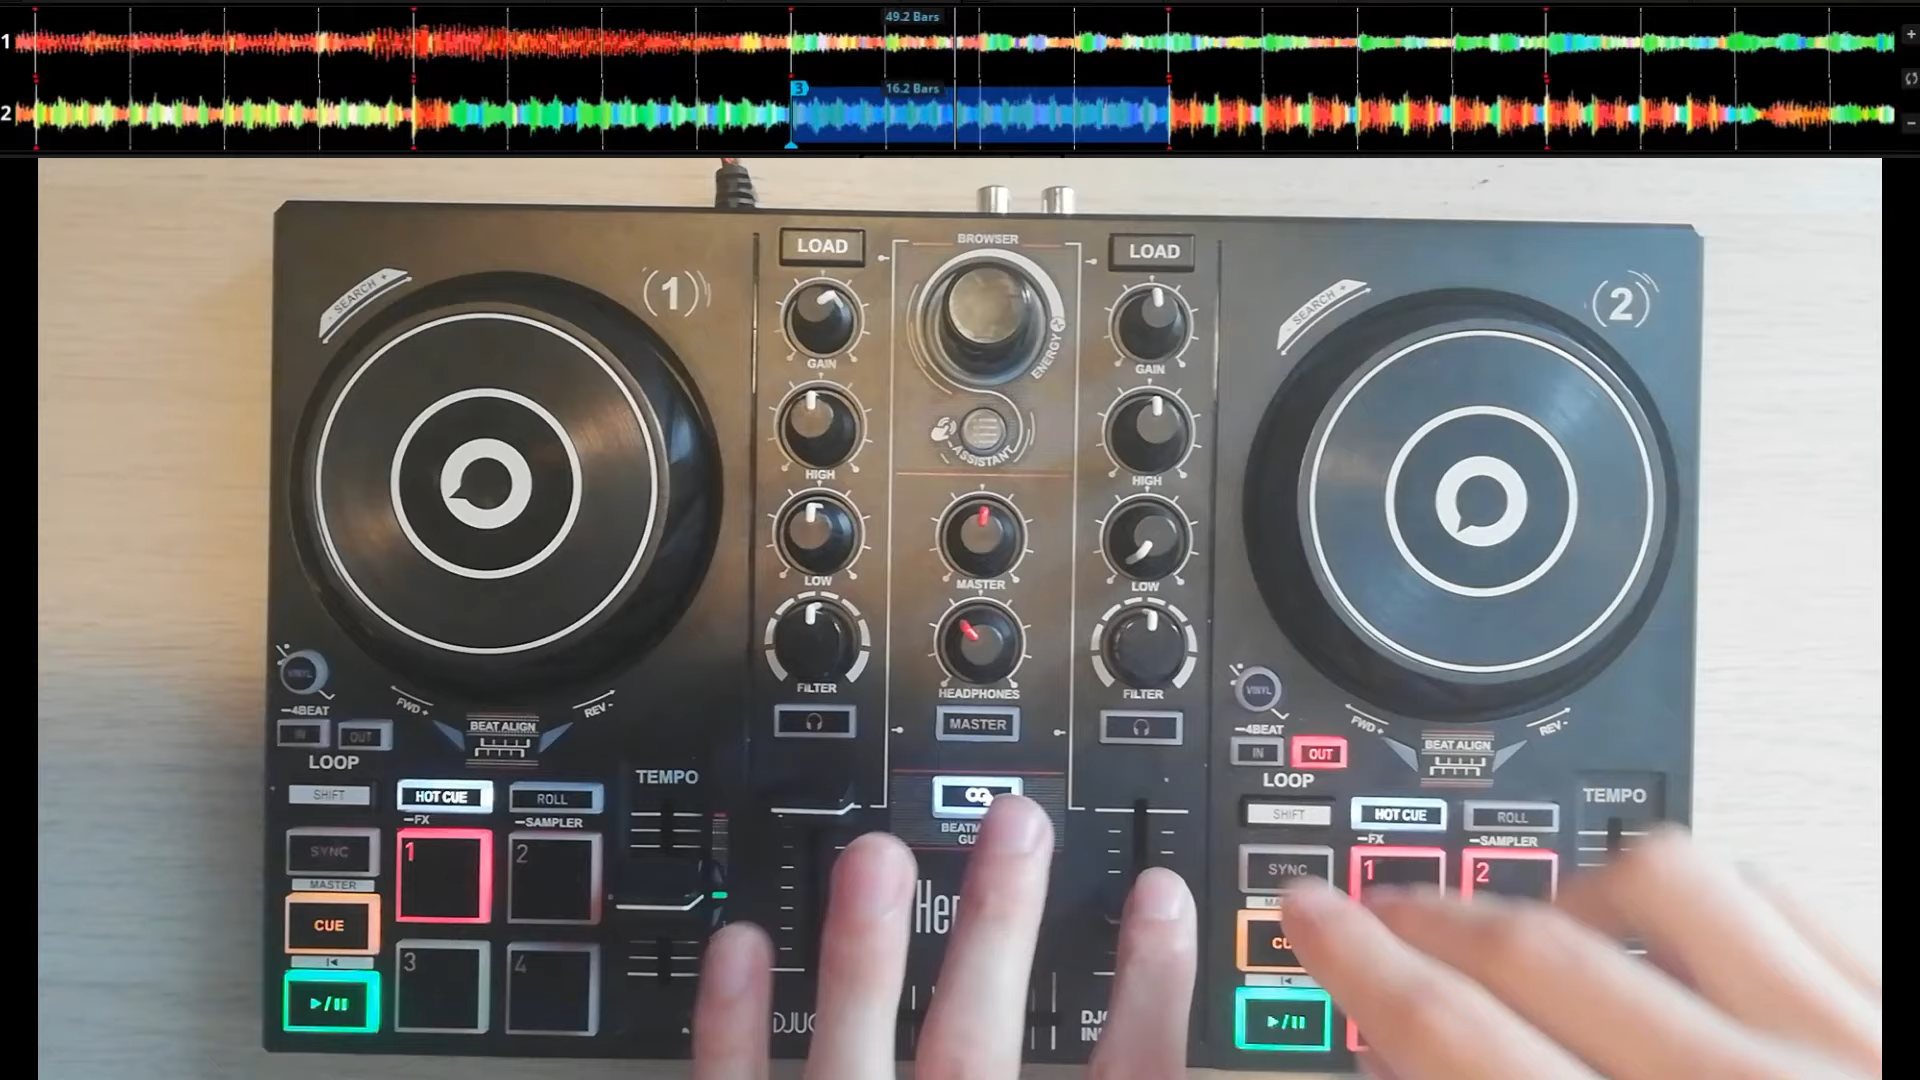 49.2 Bars
1
3
16.2 Bars
2
LOAD
BROWSER
LOAD
- SEARCH +
1
- SEARCH +
2
GAIN
ENERGY
GAIN
HIGH
ASSISTANT
HIGH
LOW
MASTER
LOW
FILTER
HEADPHONES
FILTER
VINYL
FWD +
REV -
VINYL
FWD +
REV -
4BEAT
IN
OUT
BEAT ALIGN
MASTER
4BEAT
IN
OUT
BEAT ALIGN
LOOP
TEMPO
LOOP
TEMPO
SHIFT
HOT CUE
ROLL
SHIFT
HOT CUE
ROLL
FX
SAMPLER
FX
SAMPLER
SYNC
1
2
SYNC
1
2
MASTER
CUE
3
4